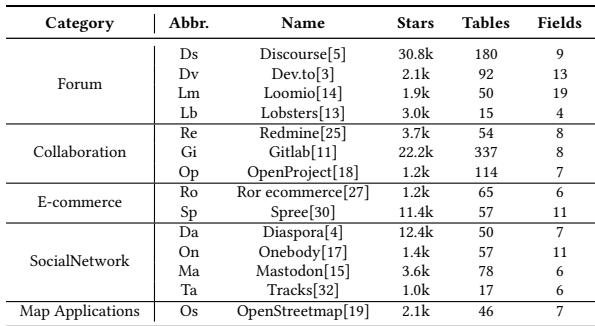 Category Abbr. Name Stars Tables Fields
Forum
Ds Discourse[5] 30.8k 180 9
Dv Dev.to[3] 2.1k 92 13
Lm Loomio[14] 1.9k 50 19
Lb Lobsters[13] 3.0k 15 4
Collaboration
Re Redmine[25] 3.7k 54 8
Gi Gitlab[11] 22.2k 337 8
Op OpenProject[18] 1.2k 114 7
E-commerce
Ro Ror ecommerce[27] 1.2k 65 6
Sp Spree[30] 11.4k 57 11
SocialNetwork
Da Diaspora[4] 12.4k 50 7
On Onebody[17] 1.4k 57 11
Ma Mastodon[15] 3.6k 78 6
Ta Tracks[32] 1.0k 17 6
Map Applications Os OpenStreetmap[19] 2.1k 46 7